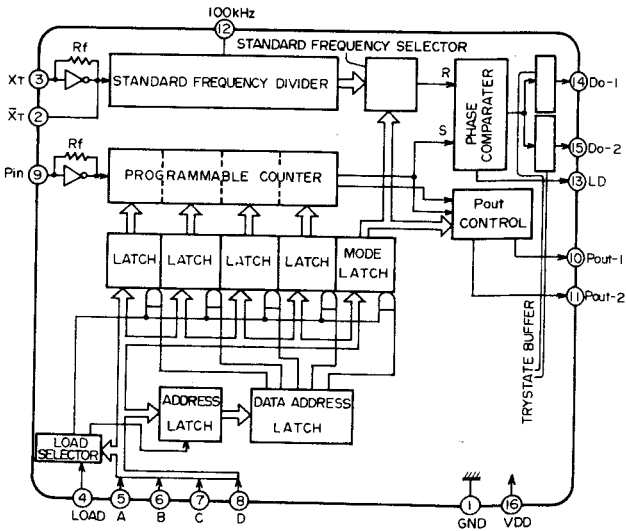 100kHz
12
STANDARD FREQUENCY SELECTOR
Rf
XT
3
STANDARD FREQUENCY DIVIDER
R
PHASE COMPARATER
14
Do-1
X̄T
2
Rf
S
15
Do-2
Pin
9
PROGRAMMABLE COUNTER
13
LD
Pout
CONTROL
LATCH
LATCH
LATCH
LATCH
MODE
LATCH
10
Pout-1
11
Pout-2
TRYSTATE BUFFER
ADDRESS
LATCH
DATA ADDRESS
LATCH
LOAD
SELECTOR
4
5
6
7
8
1
16
LOAD
A
B
C
D
GND
VDD